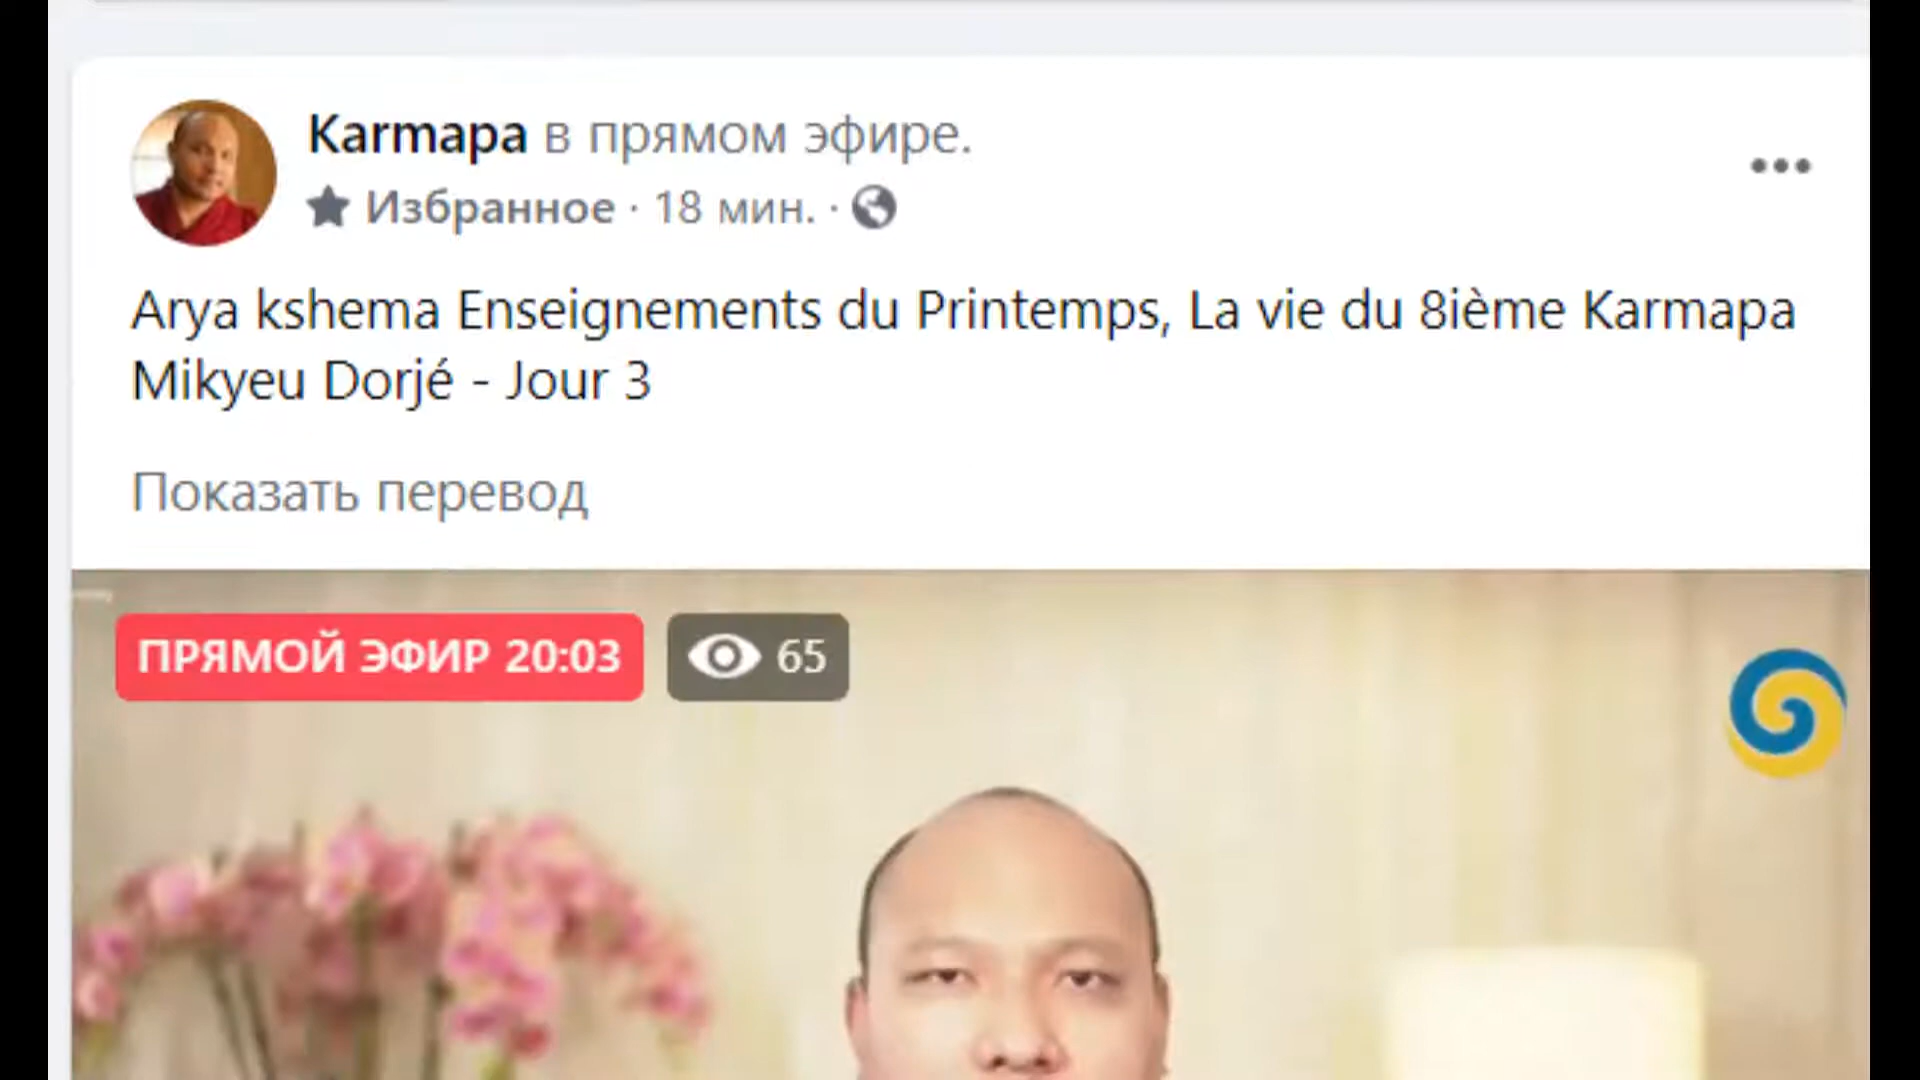 Karmapa в прямом эфире.
Избранное · 18 мин. ·
Arya kshema Enseignements du Printemps, La vie du 8ième Karmapa
Mikyeu Dorjé - Jour 3
Показать перевод
ПРЯМОЙ ЭФИР 20:03
65